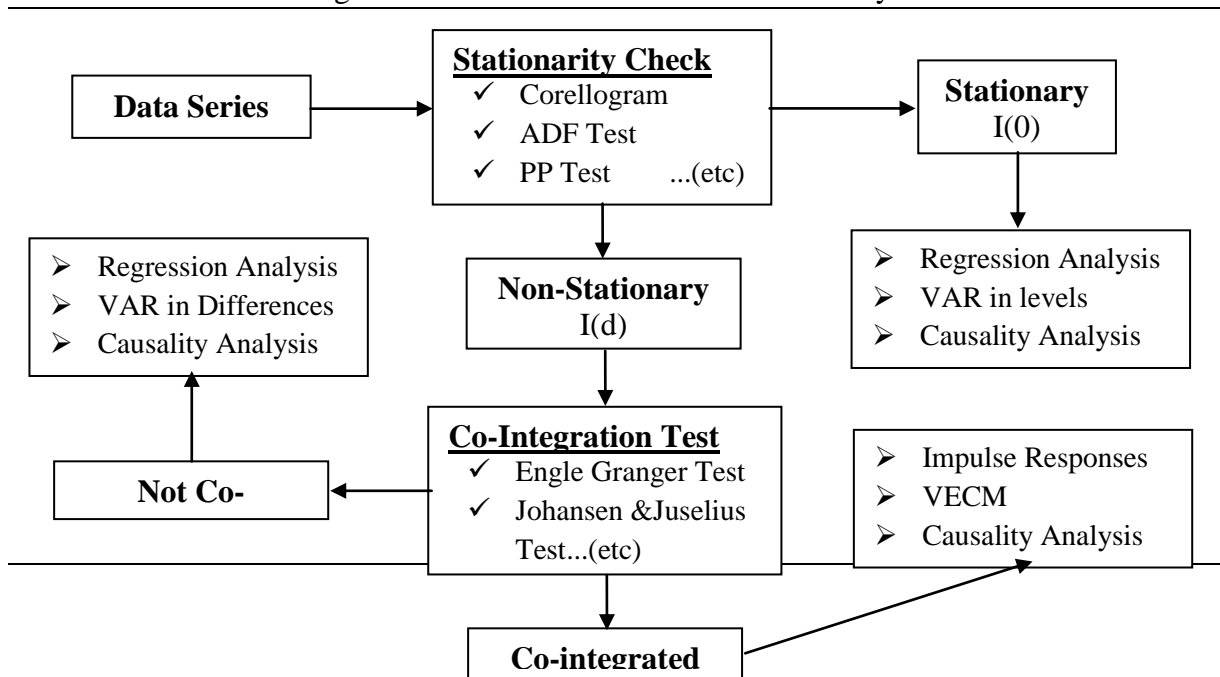 Stationarity Check
✓ Corellogram
✓ ADF Test
✓ PP Test ...(etc)
Data Series
Stationary
I(0)
➢ Regression Analysis
➢ VAR in Differences
➢ Causality Analysis
Non-Stationary
I(d)
➢ Regression Analysis
➢ VAR in levels
➢ Causality Analysis
Co-Integration Test
✓ Engle Granger Test
✓ Johansen &Juselius
Test...(etc)
Not Co-
➢ Impulse Responses
➢ VECM
➢ Causality Analysis
Co-integrated